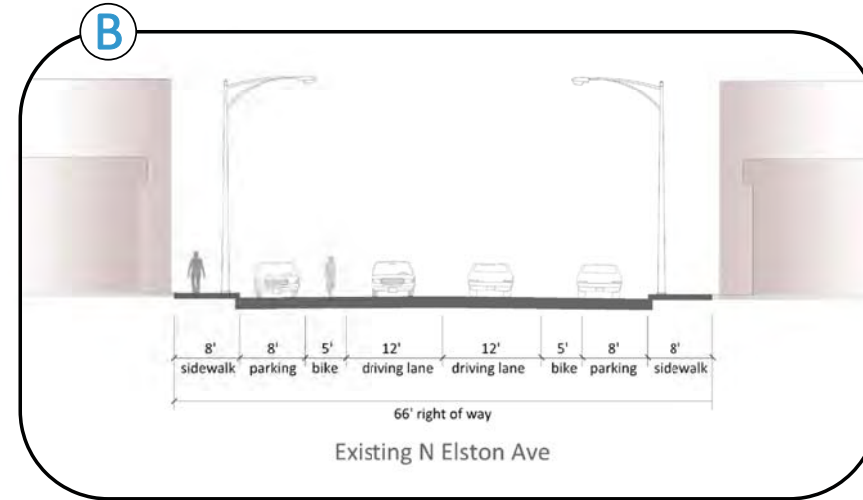 B
8' 8' 5' 12' 12' 5' 8' 8'
sidewalk parking bike driving lane driving lane bike parking sidewalk
66' right of way
Existing N Elston Ave